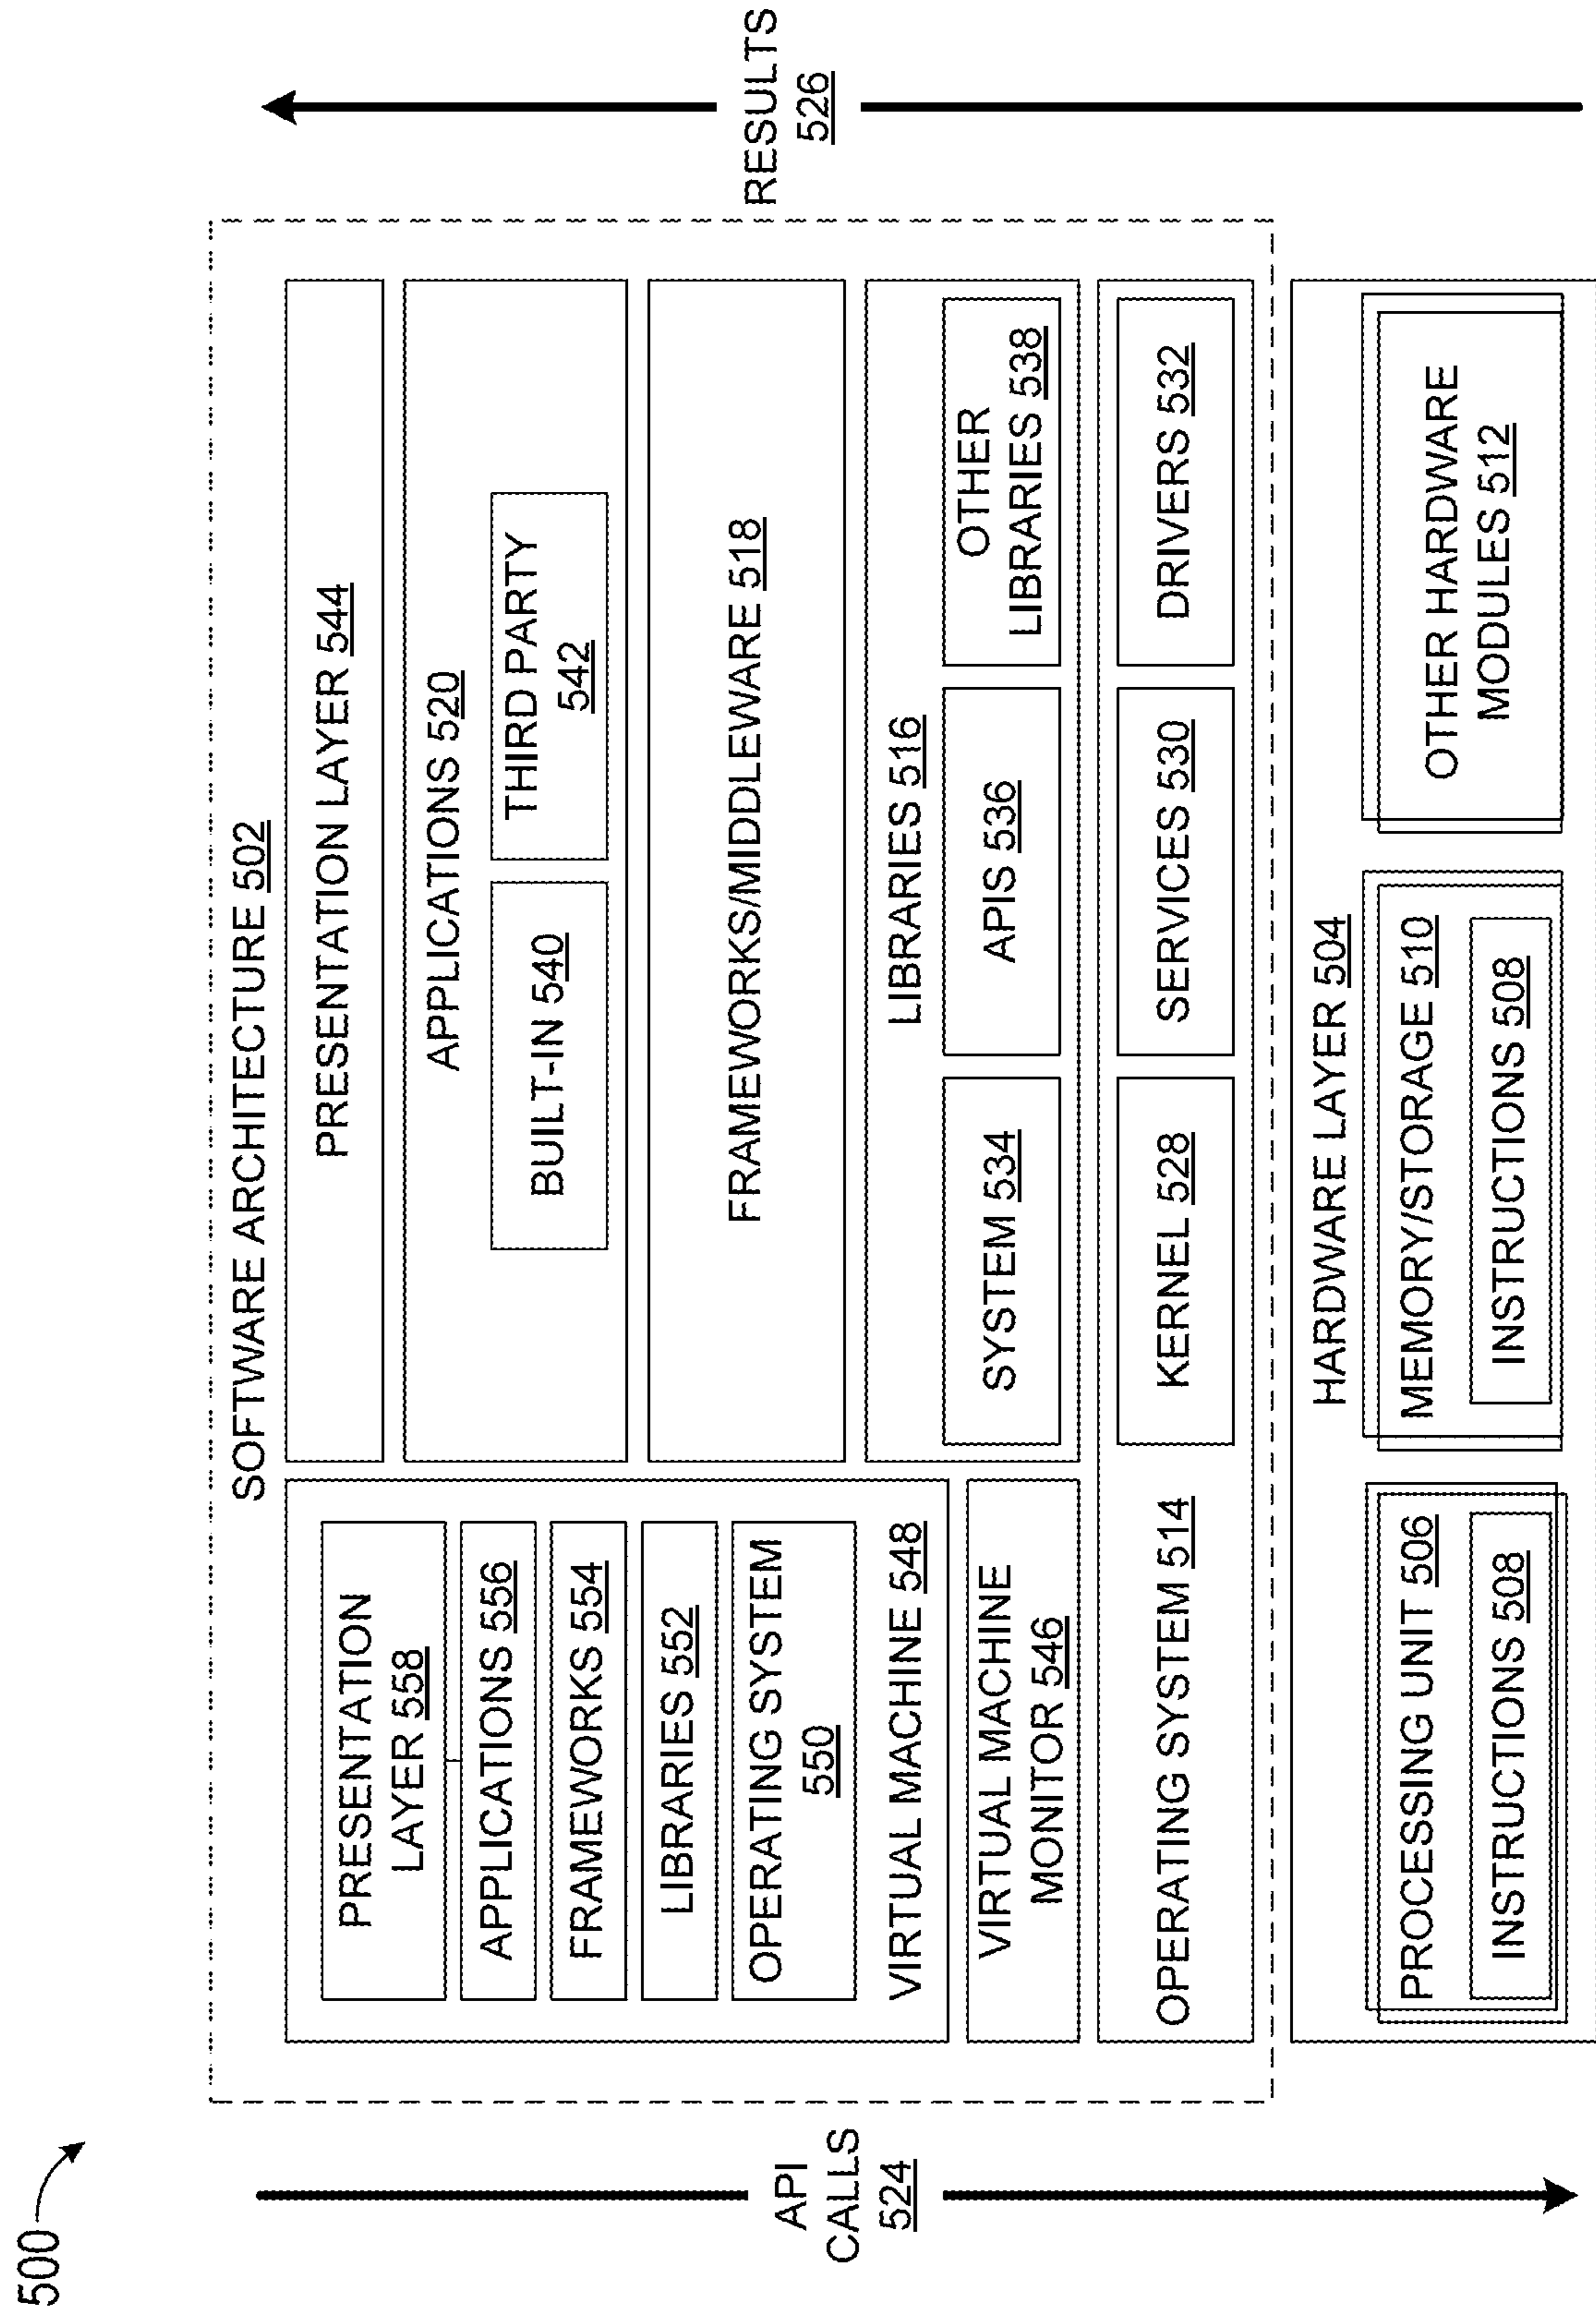 500
SOFTWARE ARCHITECTURE 502
PRESENTATION
LAYER 558
APPLICATIONS 556
FRAMEWORKS 554
LIBRARIES 552
OPERATING SYSTEM
550
VIRTUAL MACHINE 548
VIRTUAL MACHINE
MONITOR 546
PRESENTATION LAYER 544
APPLICATIONS 520
BUILT-IN 540
THIRD PARTY
542
FRAMEWORKS/MIDDLEWARE 518
LIBRARIES 516
SYSTEM 534
APIS 536
OTHER
LIBRARIES 538
OPERATING SYSTEM 514
KERNEL 528
SERVICES 530
DRIVERS 532
HARDWARE LAYER 504
PROCESSING UNIT 506
INSTRUCTIONS 508
MEMORY/STORAGE 510
INSTRUCTIONS 508
OTHER HARDWARE
MODULES 512
API
CALLS
524
RESULTS
526